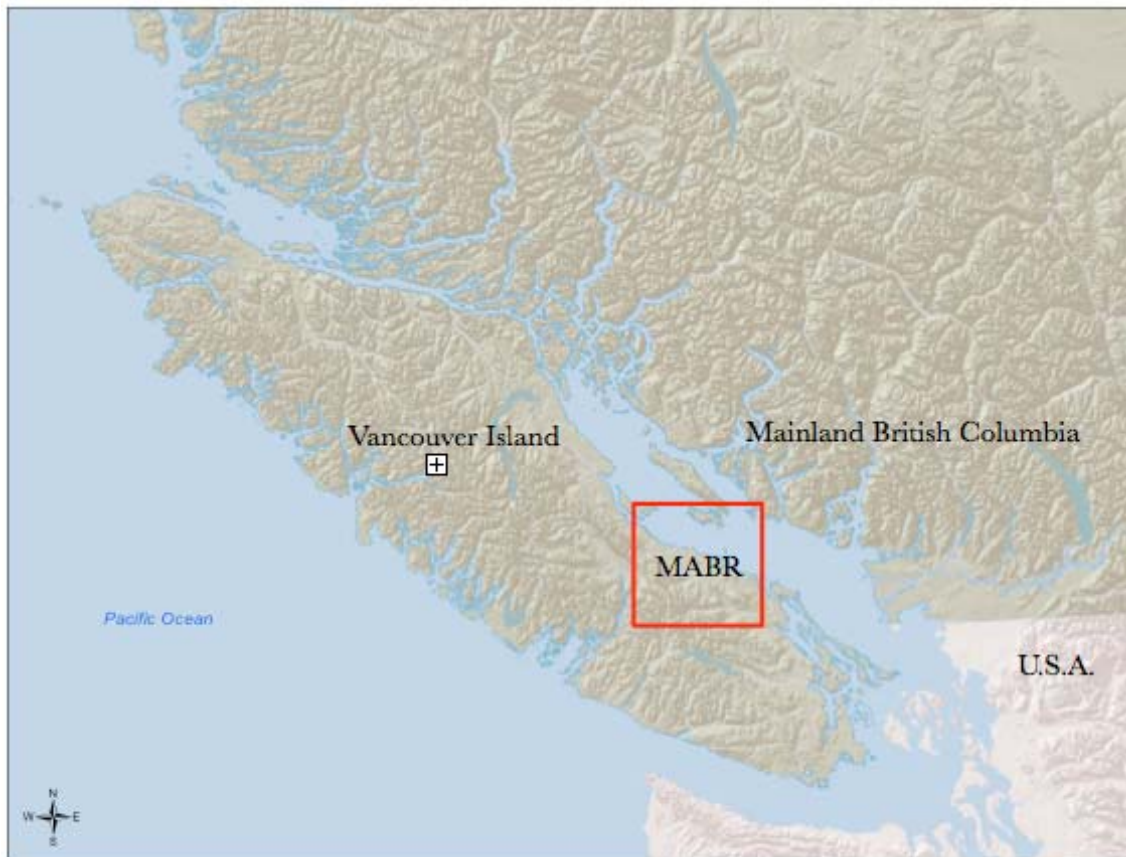 Vancouver Island
Mainland British Columbia
MABR
Pacific Ocean
U.S.A.
N
W E
S